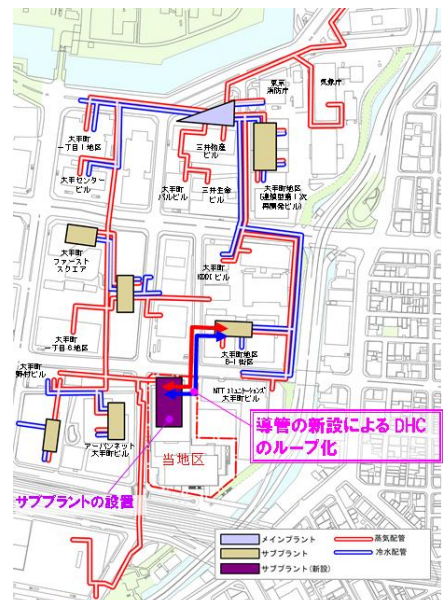 東京
消防庁
気象庁
大手町
一丁目1地区
三井物産
ビル
大手センター
ビル
大手町
パルビル
三井生命
ビル
大手町地区
(連鎖型第1次
再開発ビル)
大手町
ファースト
スクエア
大手町
KDDIビル
大手町
一丁目6地区
大手町地区
B-1街区
大手町
野村ビル
NTTコミュニケーションズ
大手町ビル
アーバンネット
大手町ビル
導管の新設によるDHC
のループ化
当地区
サブプラントの設置
メインプラント
蒸気配管
サブプラント
冷水配管
サブプラント(新設)